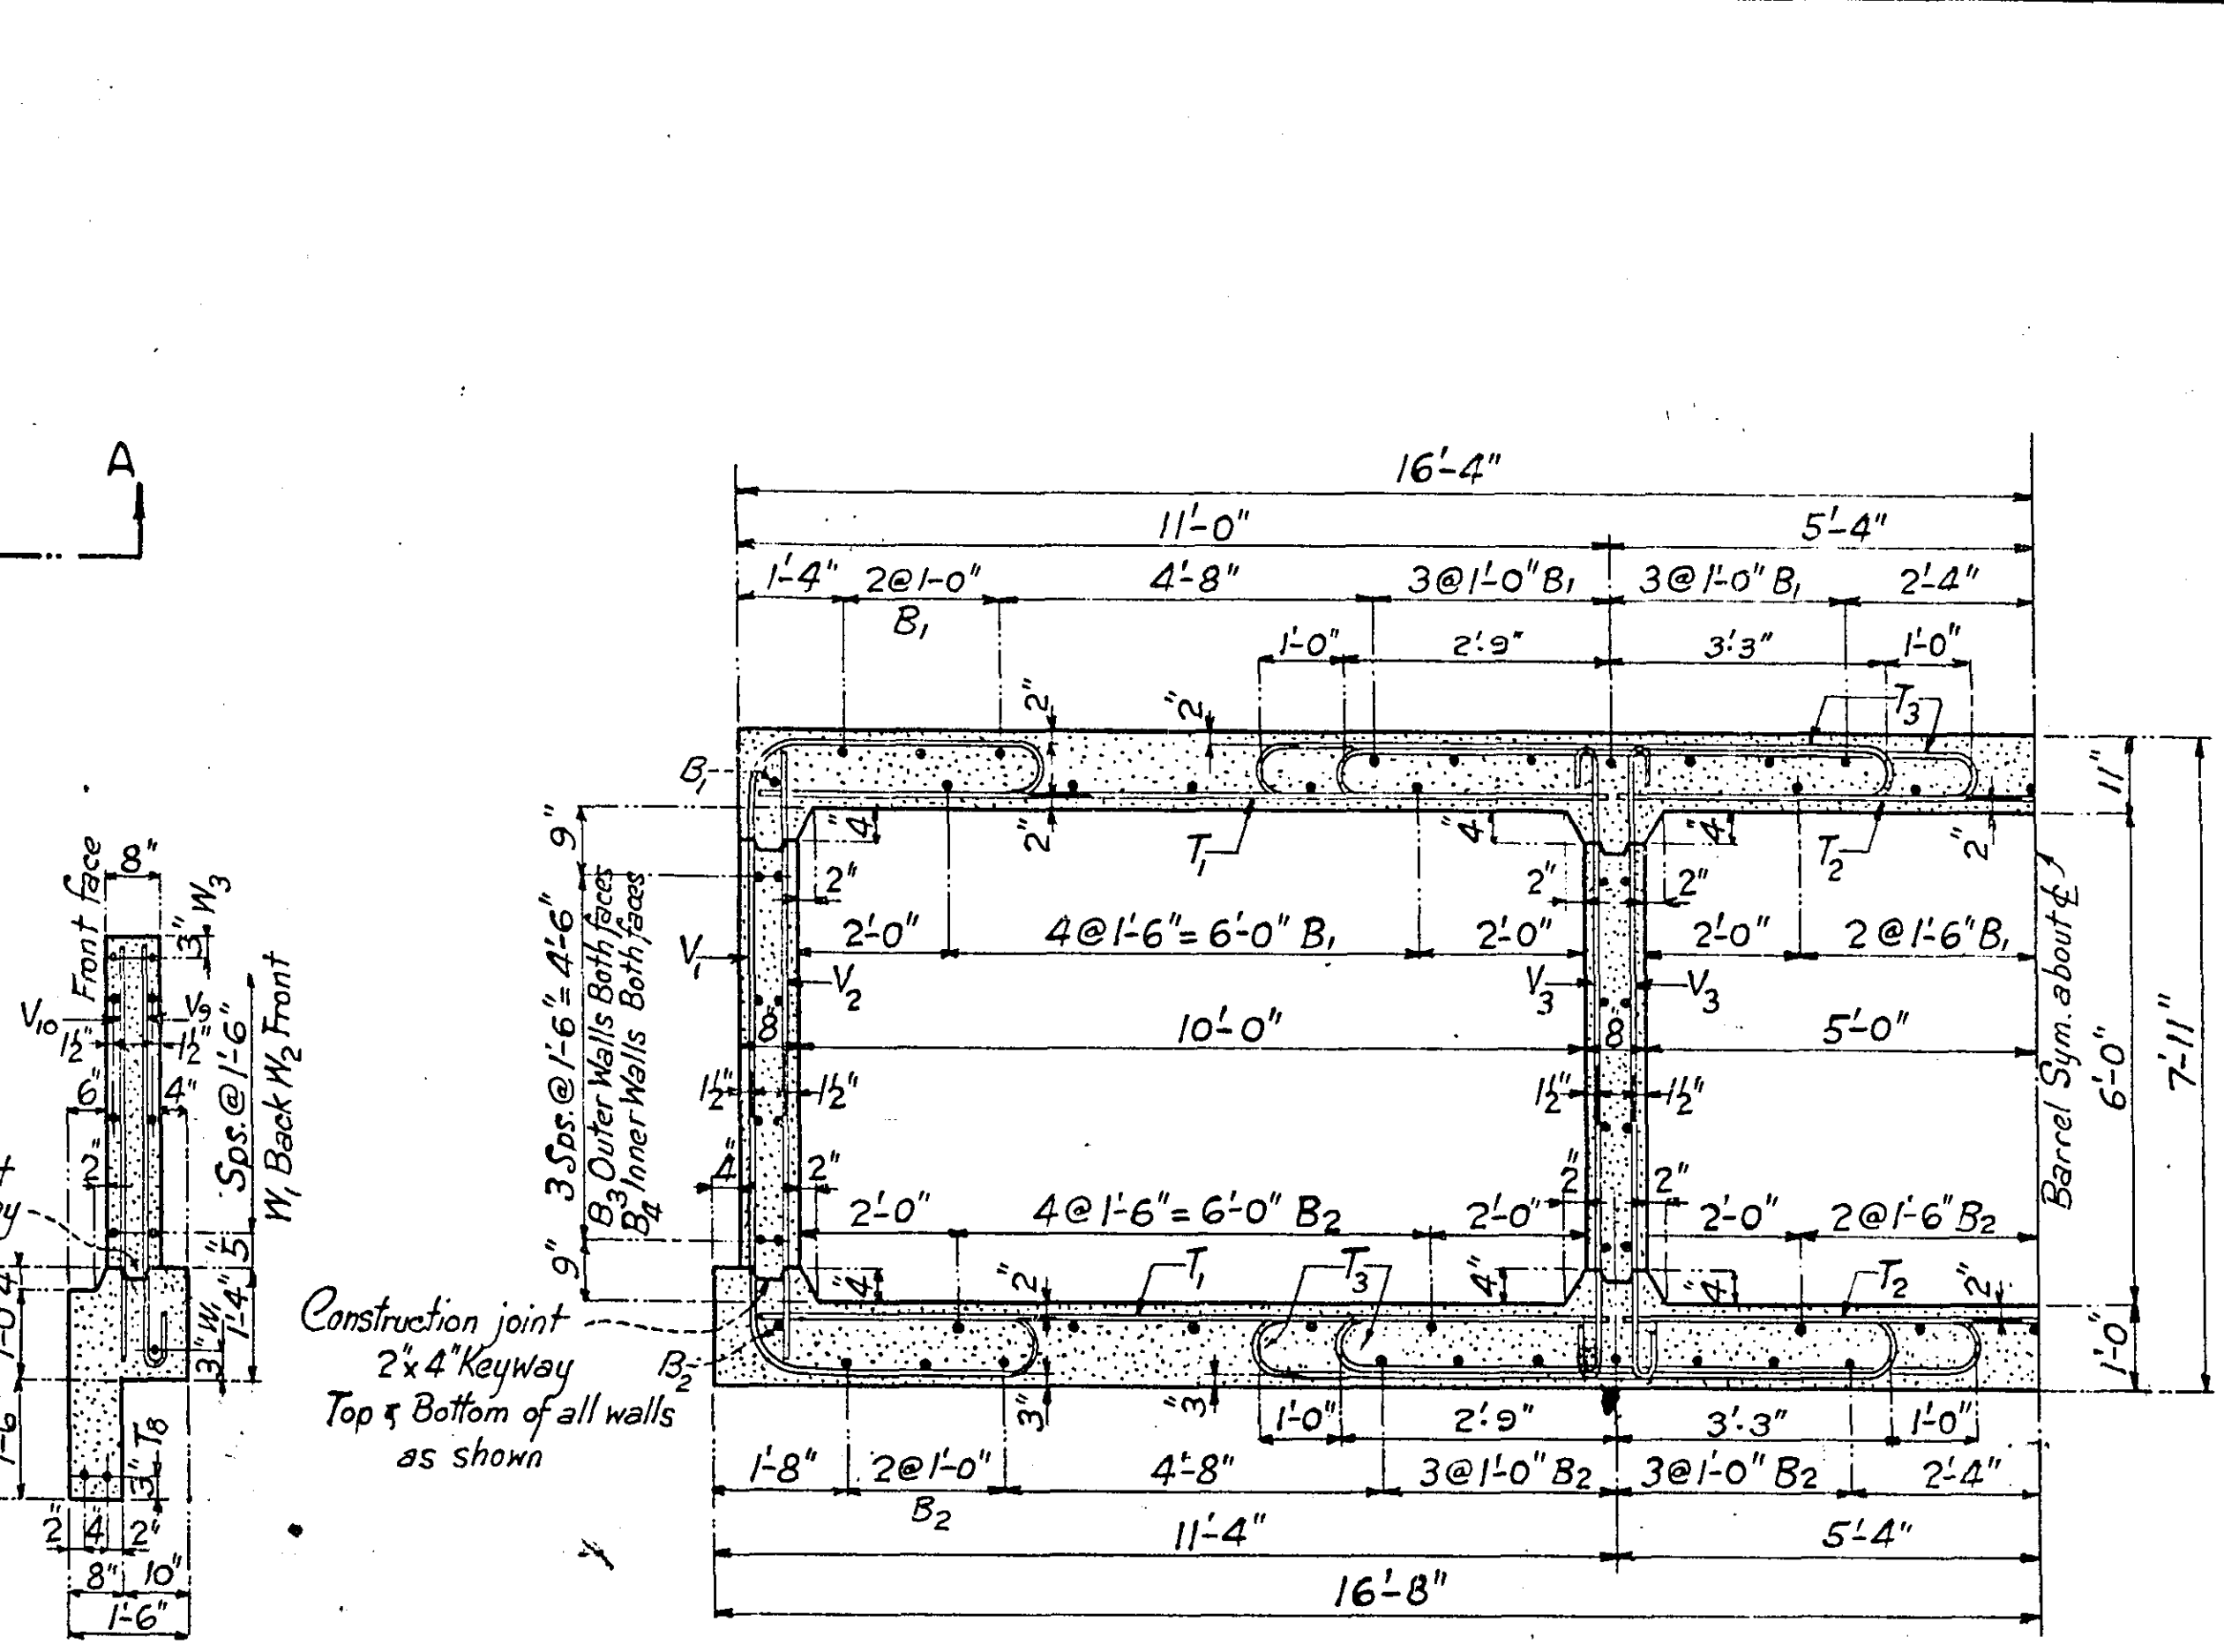 A
16'-4"
11'-0" 5'-4"
1'-4" 2@1'-0" 4'-8" 3@1'-0" B1 3@1'-0" B1 2'-4"
B1
1'-0" 2'-9" 3'-3" 1'-0"
2" 2" T3
B1
11"
9" 2" 4" T1 4" 4" T2 2"
2" 2" 2"
2'-0" 4@1'-6"=6'-0" B1 2'-0" 2'-0" 2@1'-6" B1
V1 V2 V3 V3
8" 10'-0" 8" 5'-0"
1½" 1½" 1½" 1½"
3 Sps.@1'-6"=4'-6"
B3 Outer Walls Both faces
B4 Inner Walls Both faces
Barrel Sym. about ℄
6'-0"
7'-11"
4" 2" 2" 2"
2'-0" 4@1'-6"=6'-0" B2 2'-0" 2'-0" 2@1'-6" B2
9" 4" 2" T1 T3 4" 4" T2 2"
1'-0"
Construction joint
2"x4" Keyway
Top & Bottom of all walls
as shown
B2
3" 3"
1'-0" 2'-9" 3'-3" 1'-0"
1'-8" 2@1'-0" 4'-8" 3@1'-0" B2 3@1'-0" B2 2'-4"
B2
11'-4" 5'-4"
16'-8"
Front face
8"
3" W3
V10 V9
1½" 1½"
6" 4"
Sps.@1'-6"
W1 Back W2 Front
2"
5"
4"
1'-0
1'-4"
3" W1
1'-6
3" T8
2" 4" 2"
8" 10"
1'-6"